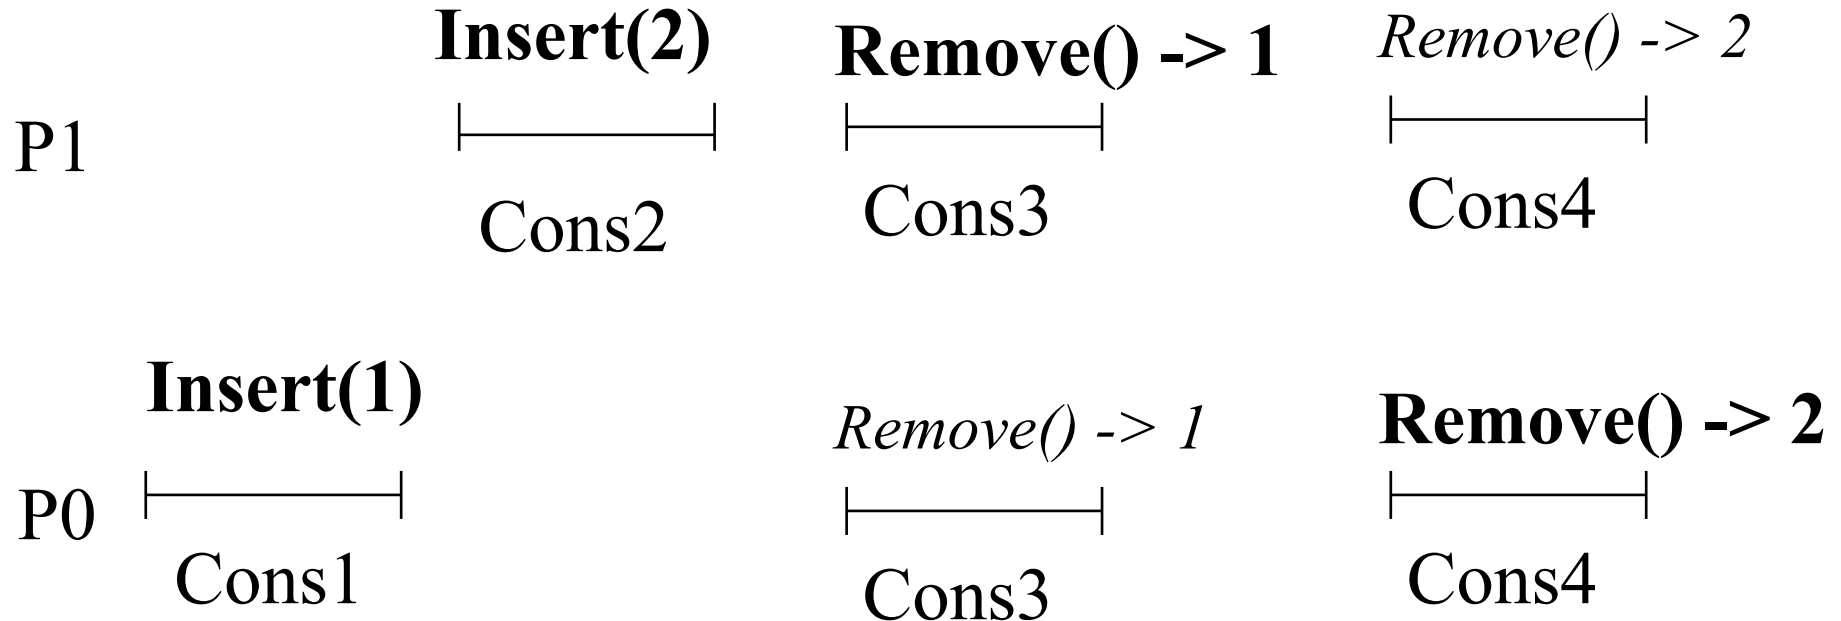 Insert(2) Remove() -> 1 Remove() -> 2
P1
Cons2 Cons3 Cons4
Insert(1) Remove() -> 1 Remove() -> 2
P0
Cons1 Cons3 Cons4